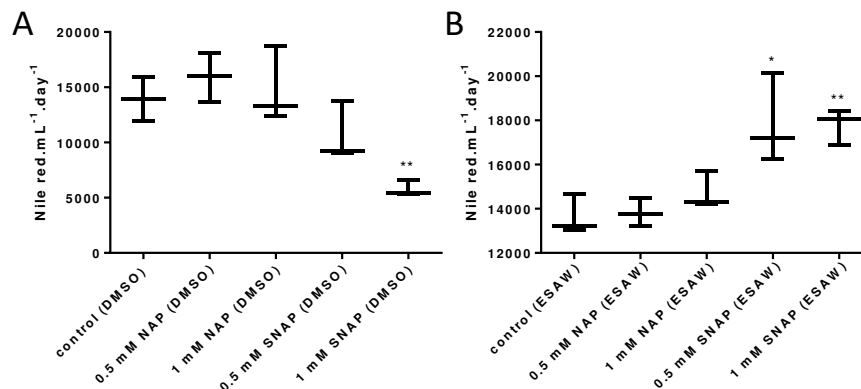 A
Nile red.mL⁻¹.day⁻¹
20000
15000
10000
5000
0
**
control (DMSO)
0.5 mM NAP (DMSO)
1 mM NAP (DMSO)
0.5 mM SNAP (DMSO)
1 mM SNAP (DMSO)
B
Nile red.mL⁻¹.day⁻¹
22000
20000
18000
16000
14000
12000
*
**
control (ESAW)
0.5 mM NAP (ESAW)
1 mM NAP (ESAW)
0.5 mM SNAP (ESAW)
1 mM SNAP (ESAW)